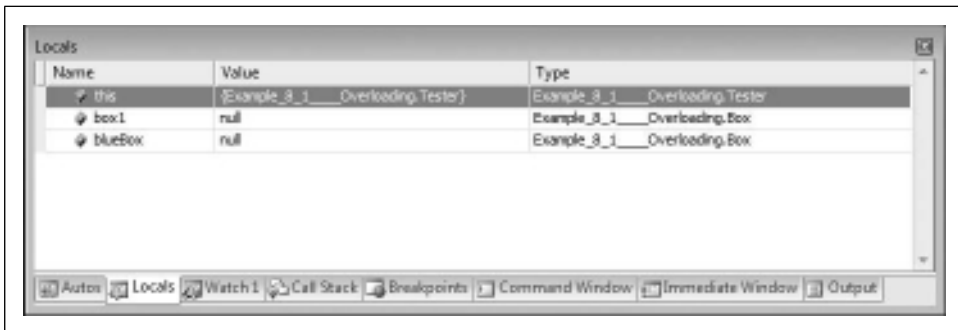 Locals
Name Value Type
this {Example_8_1____Overloading.Tester} Example_8_1____Overloading.Tester
box1 null Example_8_1____Overloading.Box
blueBox null Example_8_1____Overloading.Box
Autos Locals Watch 1 Call Stack Breakpoints Command Window Immediate Window Output